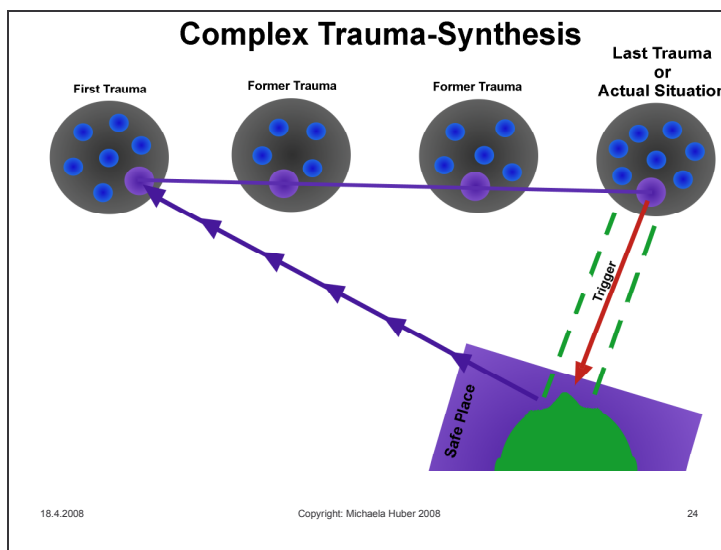 Complex Trauma-Synthesis
First Trauma
Former Trauma
Former Trauma
Last Trauma
or
Actual Situation
Trigger
Safe Place
18.4.2008
Copyright: Michaela Huber 2008
24